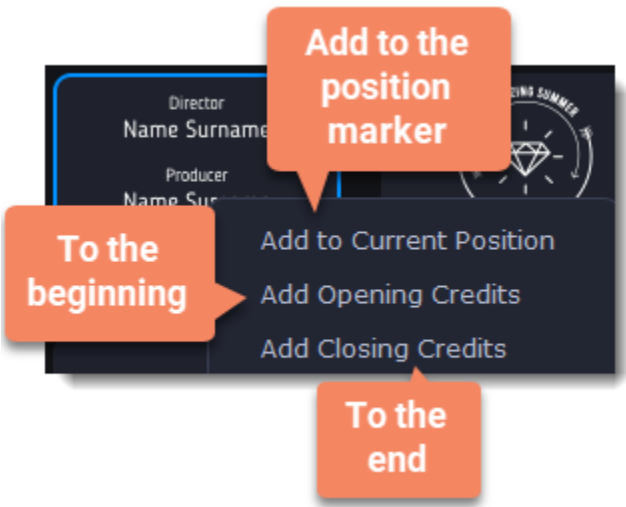 Add to the
position
marker
Director
Name Surname
Producer
Name
To the
beginning
Add to Current Position
Add Opening Credits
Add Closing Credits
To the
end